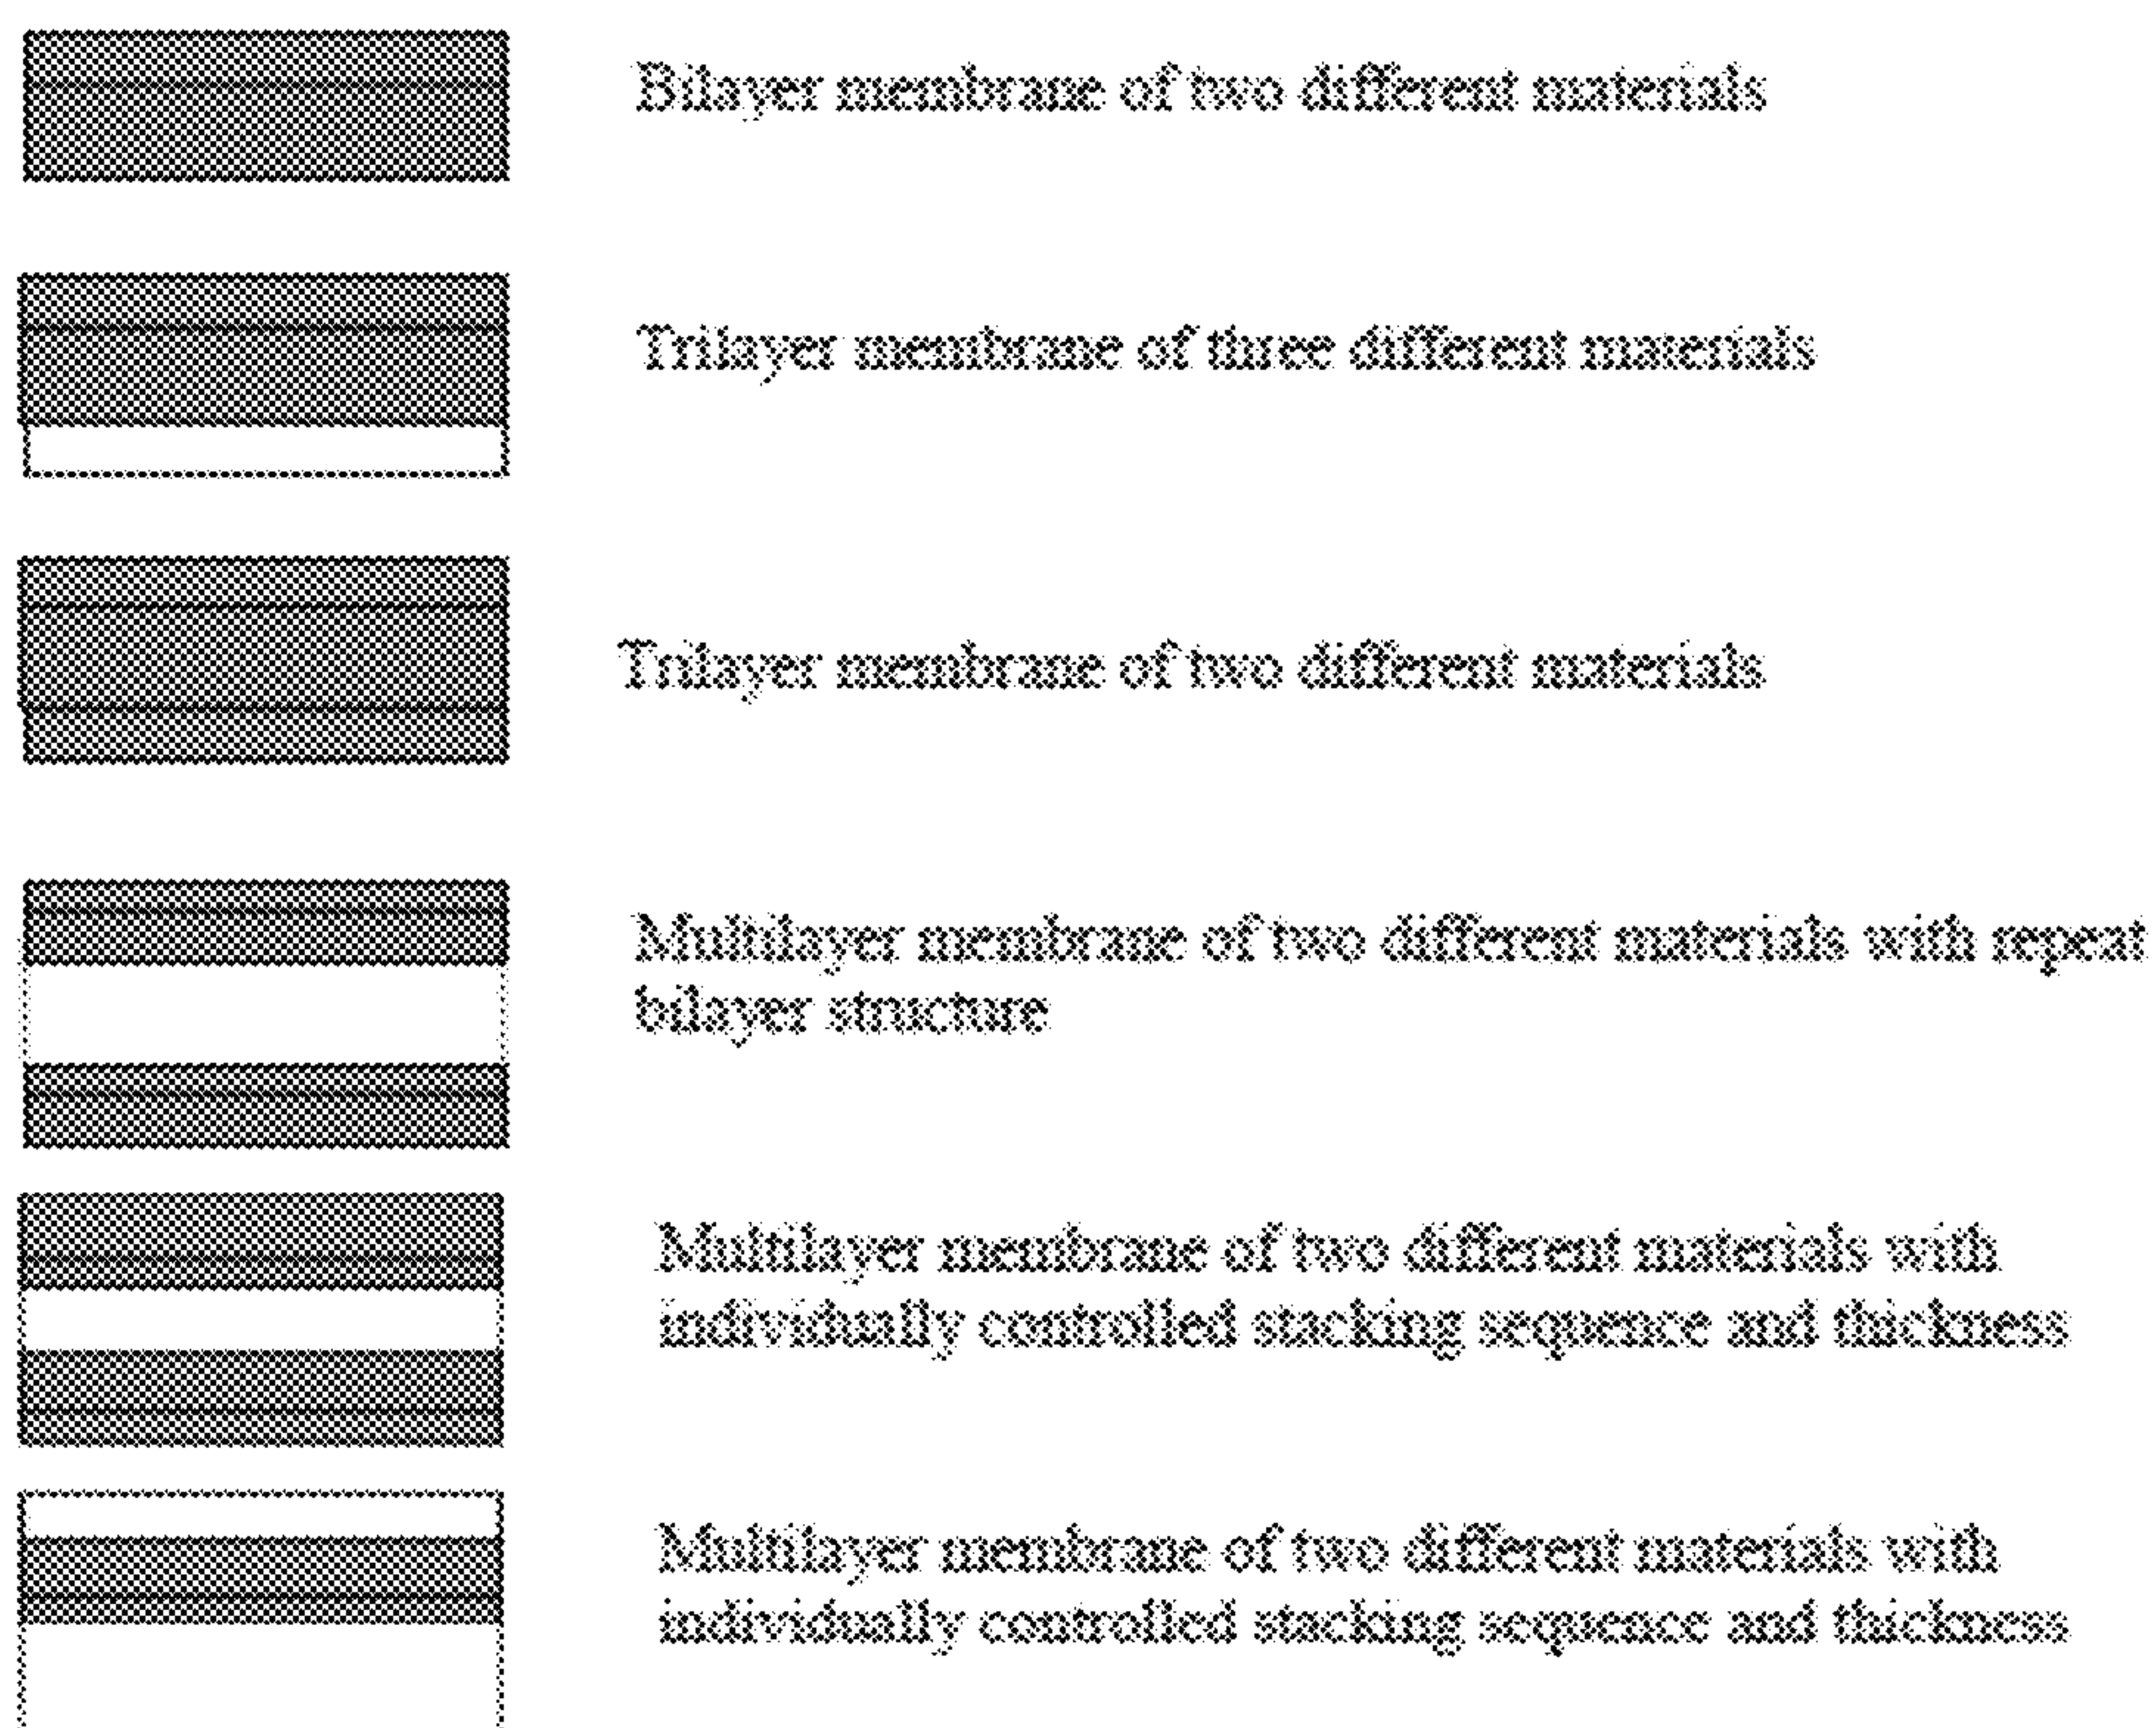 Bilayer membrane of two different materials
Trilayer membrane of three different materials
Trilayer membrane of two different materials
Multilayer membrane of two different materials with repeat
bilayer structure
Multilayer membrane of two different materials with
individually controlled stacking sequence and thickness
Multilayer membrane of two different materials with
individually controlled stacking sequence and thickness